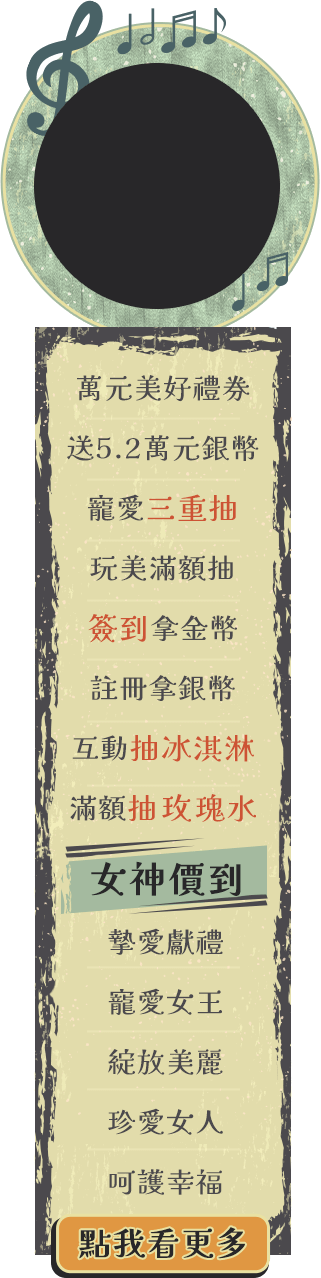 萬元美好禮券
送5.2萬元銀幣
寵愛三重抽
玩美滿額抽
簽到拿金幣
註冊拿銀幣
互動抽冰淇淋
滿額抽玫瑰水
女神價到
摯愛獻禮
寵愛女王
綻放美麗
珍愛女人
呵護幸福
點我看更多